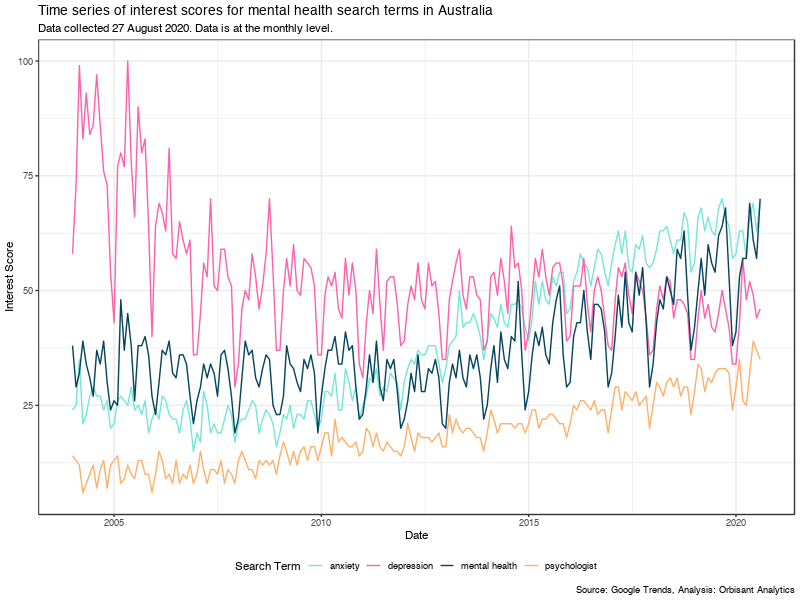 Time series of interest scores for mental health search terms in Australia
Data collected 27 August 2020. Data is at the monthly level.
Interest Score
100
75
50
25
2005 2010 2015 2020
Date
Search Term anxiety depression mental health psychologist
Source: Google Trends, Analysis: Orbisant Analytics